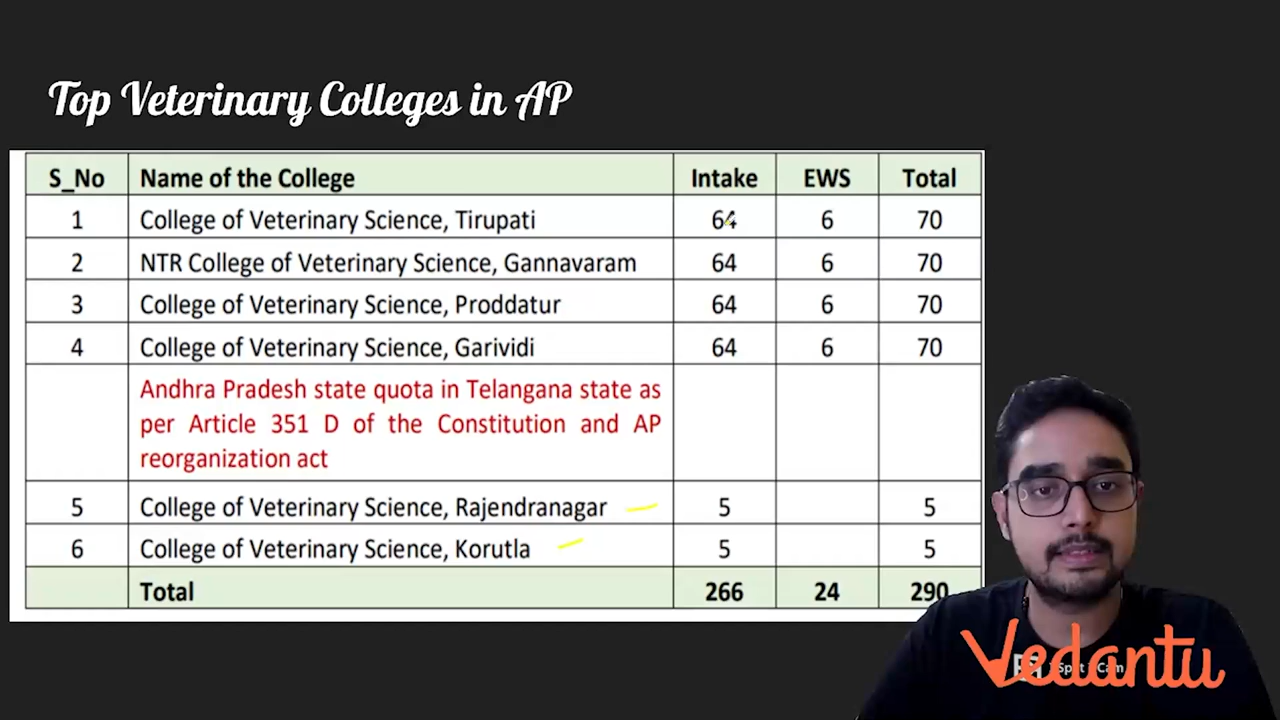 Top Veterinary Colleges in AP
S_No Name of the College Intake EWS Total
1 College of Veterinary Science, Tirupati 64 6 70
2 NTR College of Veterinary Science, Gannavaram 64 6 70
3 College of Veterinary Science, Proddatur 64 6 70
4 College of Veterinary Science, Garividi 64 6 70
Andhra Pradesh state quota in Telangana state as
per Article 351 D of the Constitution and AP
reorganization act
5 College of Veterinary Science, Rajendranagar 5 5
6 College of Veterinary Science, Korutla 5 5
Total 266 24 290
Vedantu